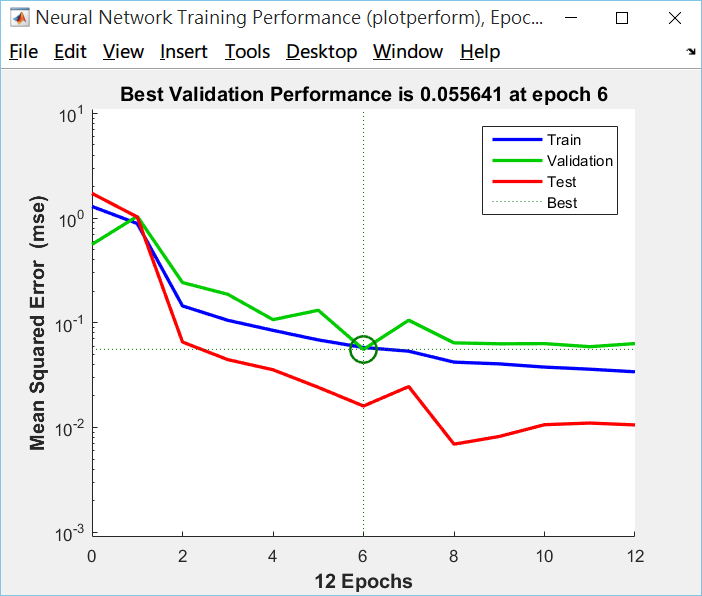 Neural Network Training Performance (plotperform), Epoc...
File Edit View Insert Tools Desktop Window Help
Best Validation Performance is 0.055641 at epoch 6
10^1
10^0
10^-1
10^-2
10^-3
Mean Squared Error (mse)
Train
Validation
Test
Best
0 2 4 6 8 10 12
12 Epochs